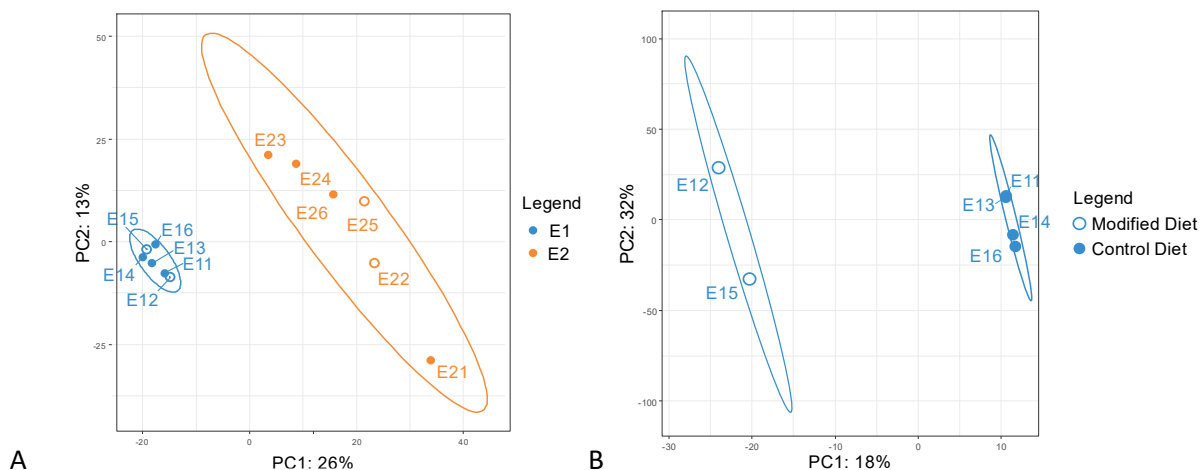 50
25
0
-25
PC2: 13%
-20
0
20
40
PC1: 26%
E23
E24
E26
E25
E22
E21
E15
E16
E13
E14
E11
E12
Legend
E1
E2
A
100
50
0
-50
-100
PC2: 32%
-30
-20
-10
0
10
PC1: 18%
E12
E15
E11
E13
E14
E16
Legend
Modified Diet
Control Diet
B